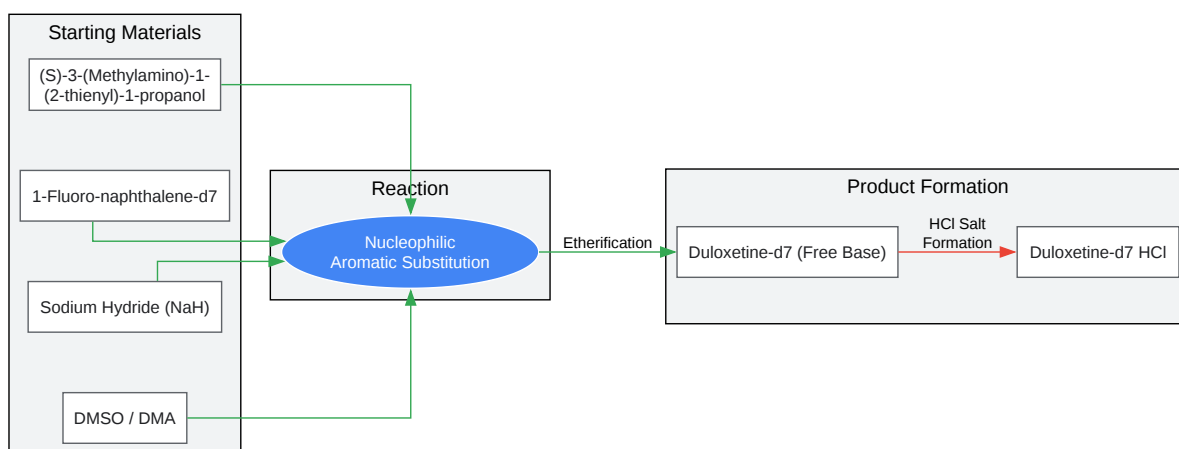 Starting Materials
(S)-3-(Methylamino)-1-
(2-thienyl)-1-propanol
1-Fluoro-naphthalene-d7
Sodium Hydride (NaH)
DMSO / DMA
Reaction
Nucleophilic
Aromatic Substitution
Etherification
Product Formation
Duloxetine-d7 (Free Base)
HCl Salt
Formation
Duloxetine-d7 HCl